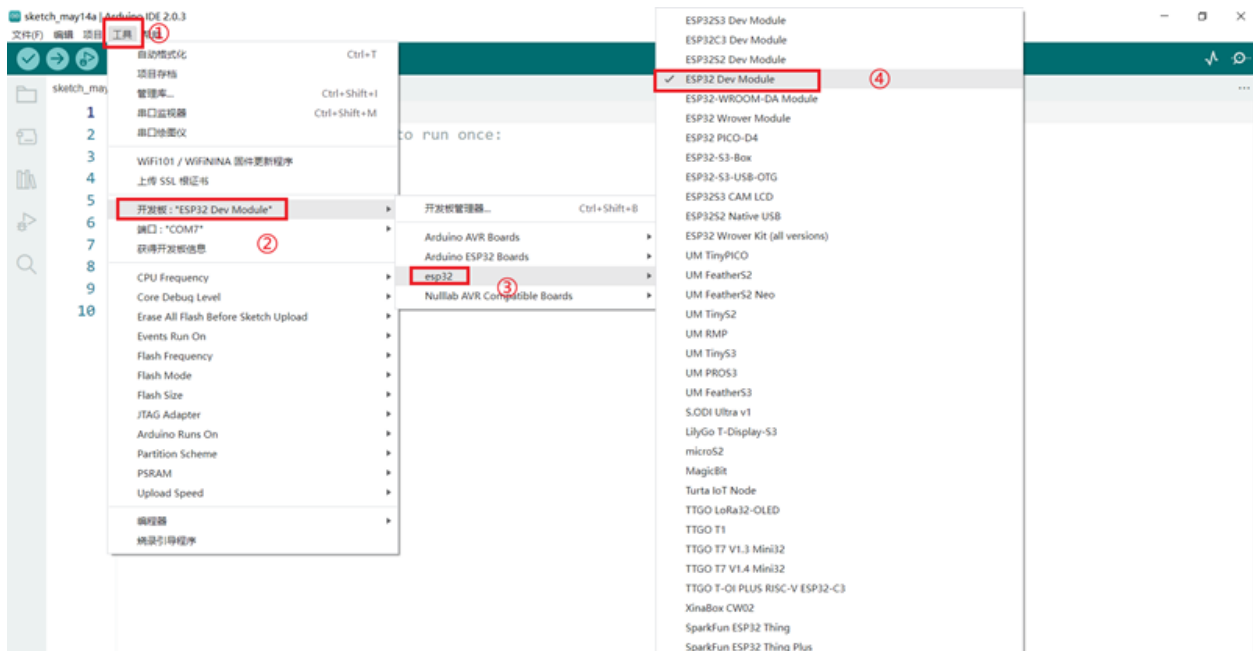 sketch_may14a | Arduino IDE 2.0.3
文件(F) 编辑 项目 工具 ①
自动格式化 Ctrl+T
项目存档
管理库... Ctrl+Shift+I
串口监视器 Ctrl+Shift+M
串口绘图仪
WiFi101 / WiFiNINA 固件更新程序
上传 SSL 根证书
开发板 : "ESP32 Dev Module"
端口 : "COM7"
获得开发板信息
②
CPU Frequency
Core Debug Level
Erase All Flash Before Sketch Upload
Events Run On
Flash Frequency
Flash Mode
Flash Size
JTAG Adapter
Arduino Runs On
Partition Scheme
PSRAM
Upload Speed
编程器
烧录引导程序
sketch_may
1
2
3
4
5
6
7
8
9
10
to run once:
开发板管理器... Ctrl+Shift+B
Arduino AVR Boards
Arduino ESP32 Boards
esp32
③
Nulllab AVR Compatible Boards
ESP32S3 Dev Module
ESP32C3 Dev Module
ESP32S2 Dev Module
✓ ESP32 Dev Module ④
ESP32-WROOM-DA Module
ESP32 Wrover Module
ESP32 PICO-D4
ESP32-S3-Box
ESP32-S3-USB-OTG
ESP32S3 CAM LCD
ESP32S2 Native USB
ESP32 Wrover Kit (all versions)
UM TinyPICO
UM FeatherS2
UM FeatherS2 Neo
UM TinyS2
UM RMP
UM TinyS3
UM PROS3
UM FeatherS3
S.ODI Ultra v1
LilyGo T-Display-S3
microS2
MagicBit
Turta IoT Node
TTGO LoRa32-OLED
TTGO T1
TTGO T7 V1.3 Mini32
TTGO T7 V1.4 Mini32
TTGO T-OI PLUS RISC-V ESP32-C3
XinaBox CW02
SparkFun ESP32 Thing
SparkFun ESP32 Thing Plus